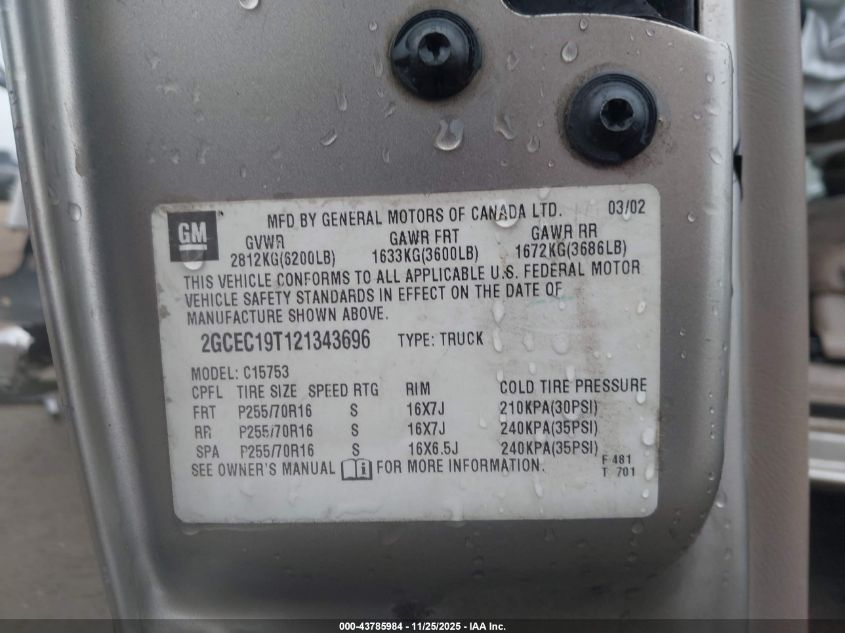 GM
MFD BY GENERAL MOTORS OF CANADA LTD. 03/02
GVWR GAWR FRT GAWR RR
2812KG(6200LB) 1633KG(3600LB) 1672KG(3686LB)
THIS VEHICLE CONFORMS TO ALL APPLICABLE U.S. FEDERAL MOTOR
VEHICLE SAFETY STANDARDS IN EFFECT ON THE DATE OF
MANUFACTURE SHOWN ABOVE.
2GCEC19T121343696 TYPE: TRUCK
MODEL: C15753
CPFL TIRE SIZE SPEED RTG RIM COLD TIRE PRESSURE
FRT P255/70R16 S 16X7J 210KPA(30PSI)
RR P255/70R16 S 16X7J 240KPA(35PSI)
SPA P255/70R16 S 16X6.5J 240KPA(35PSI)
SEE OWNER'S MANUAL FOR MORE INFORMATION.
F 481
T 701
000-43785984 - 11/25/2025 - IAA Inc.